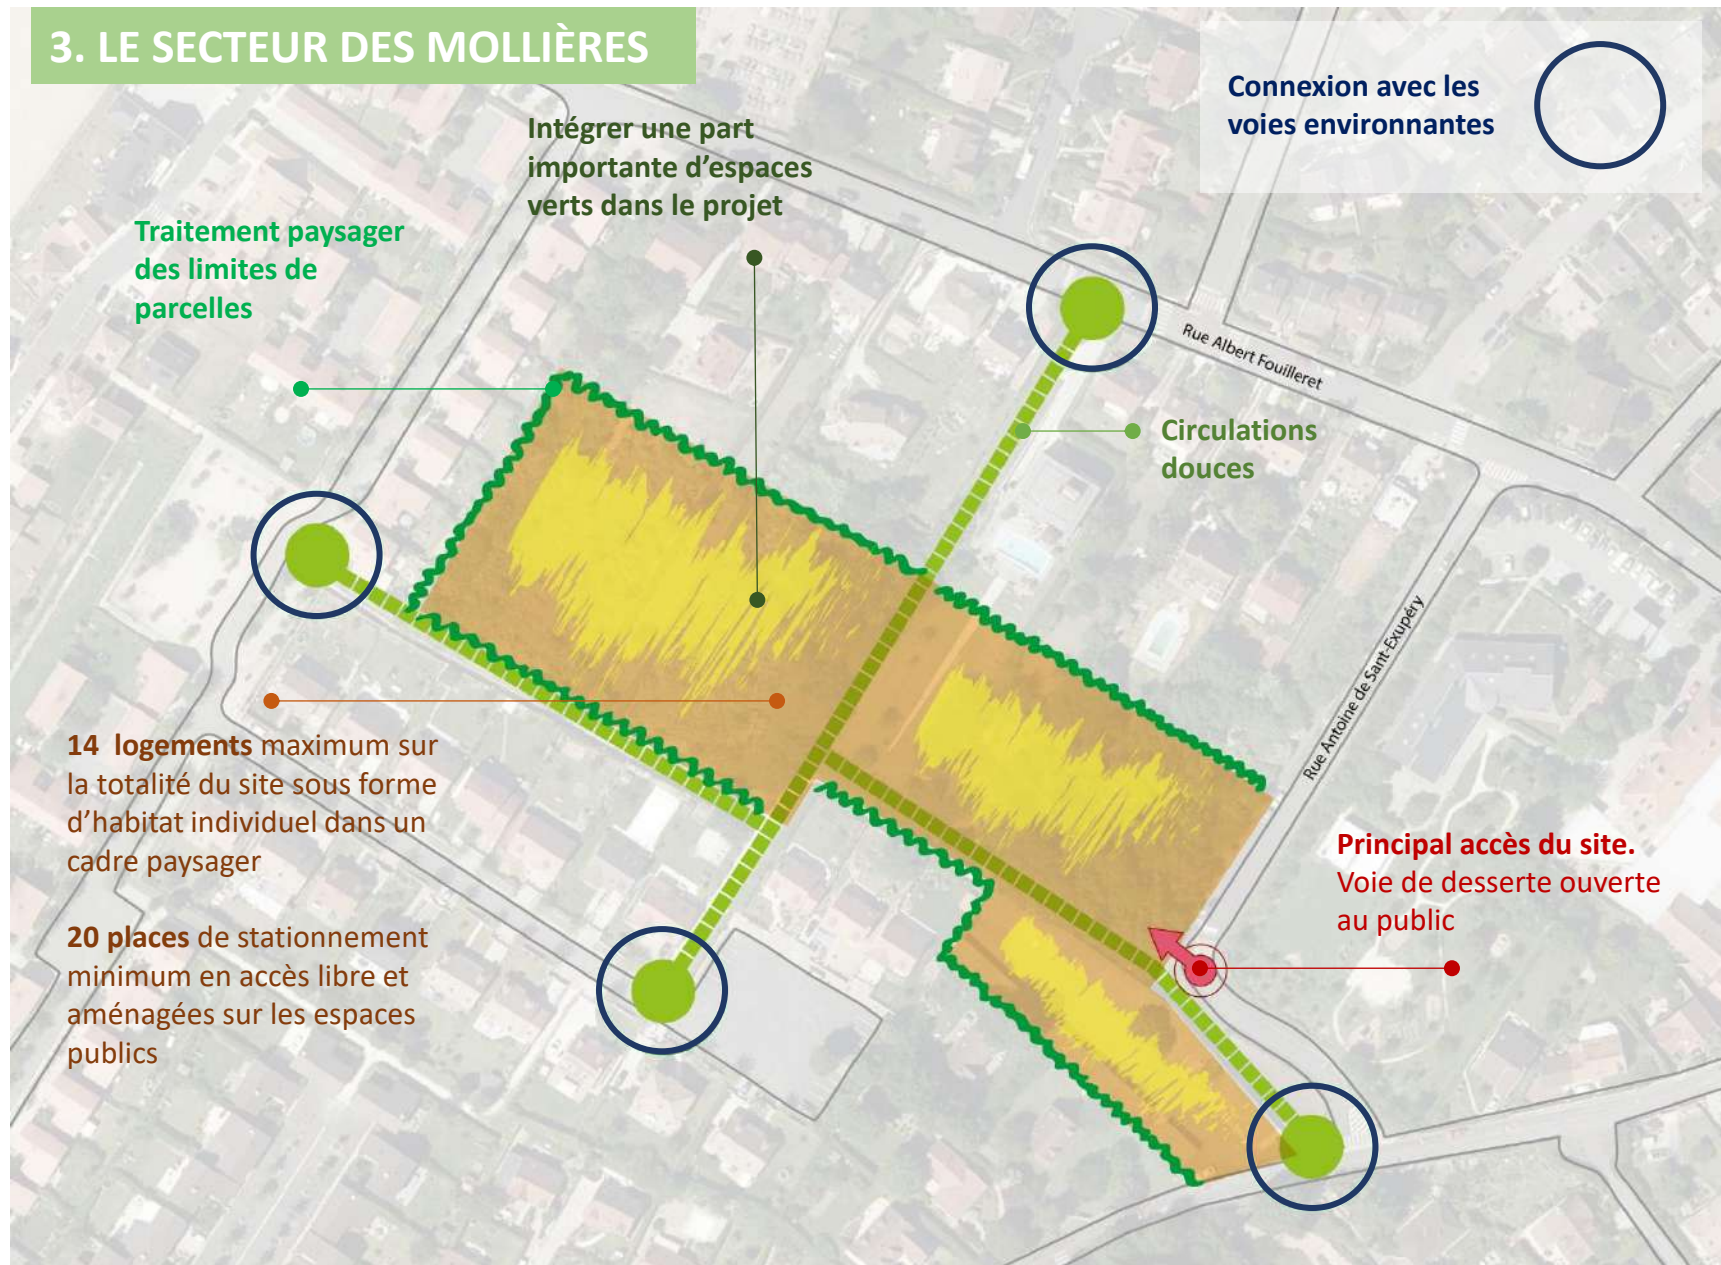 3. LE SECTEUR DES MOLLIÈRES
Connexion avec les
voies environnantes
Intégrer une part
importante d’espaces
verts dans le projet
Traitement paysager
des limites de
parcelles
Rue Albert Fouilleret
Circulations
douces
Rue Antoine de Sant-Exupéry
14 logements maximum sur
la totalité du site sous forme
d’habitat individuel dans un
cadre paysager
20 places de stationnement
minimum en accès libre et
aménagées sur les espaces
publics
Principal accès du site.
Voie de desserte ouverte
au public